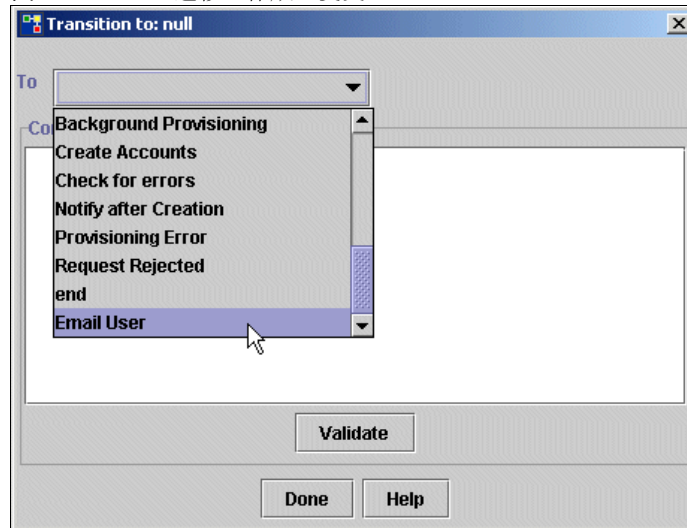 Transition to: null
To
Co
Background Provisioning
Create Accounts
Check for errors
Notify after Creation
Provisioning Error
Request Rejected
end
Email User
Validate
Done
Help